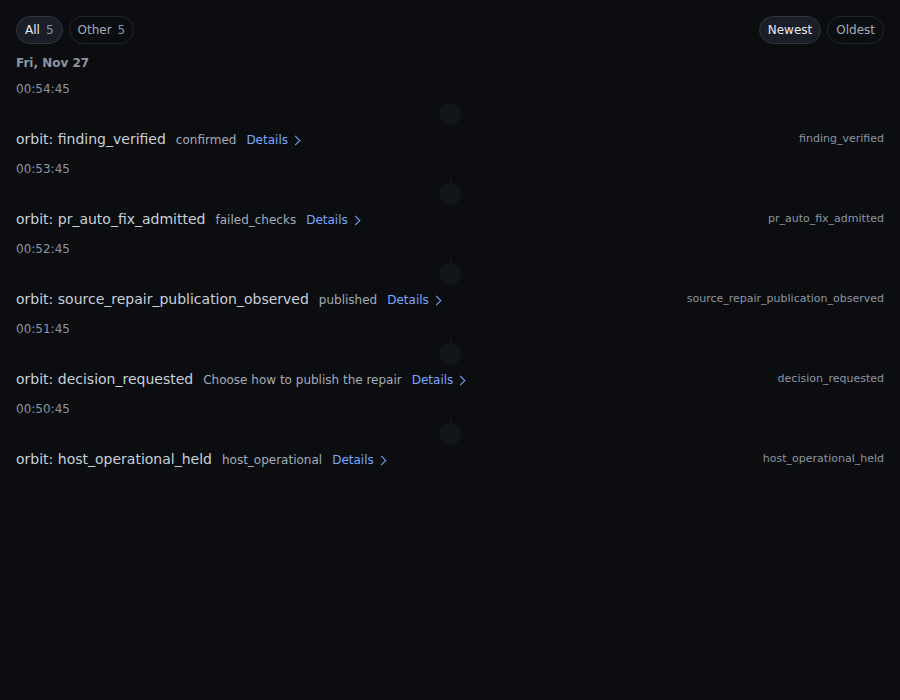 All 5 Other 5 Newest Oldest
Fri, Nov 27
00:54:45
orbit: finding_verified confirmed Details finding_verified
00:53:45
orbit: pr_auto_fix_admitted failed_checks Details pr_auto_fix_admitted
00:52:45
orbit: source_repair_publication_observed published Details source_repair_publication_observed
00:51:45
orbit: decision_requested Choose how to publish the repair Details decision_requested
00:50:45
orbit: host_operational_held host_operational Details host_operational_held